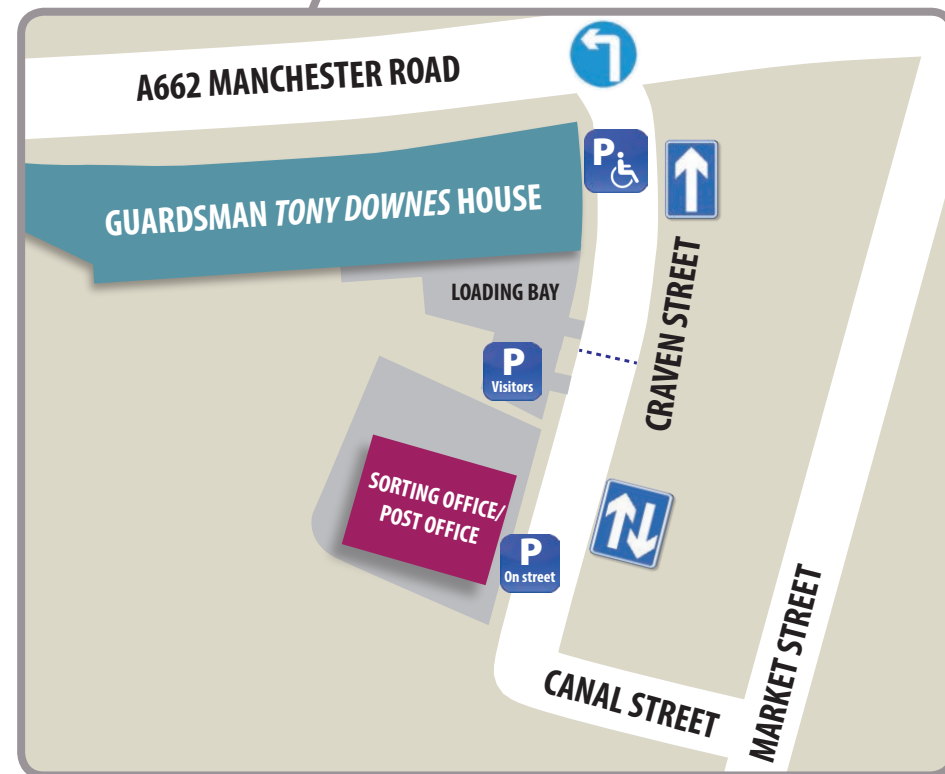 A662 MANCHESTER ROAD
P
GUARDSMAN TONY DOWNES HOUSE
LOADING BAY
CRAVEN STREET
P
Visitors
SORTING OFFICE/
POST OFFICE
P
On street
CANAL STREET
MARKET STREET